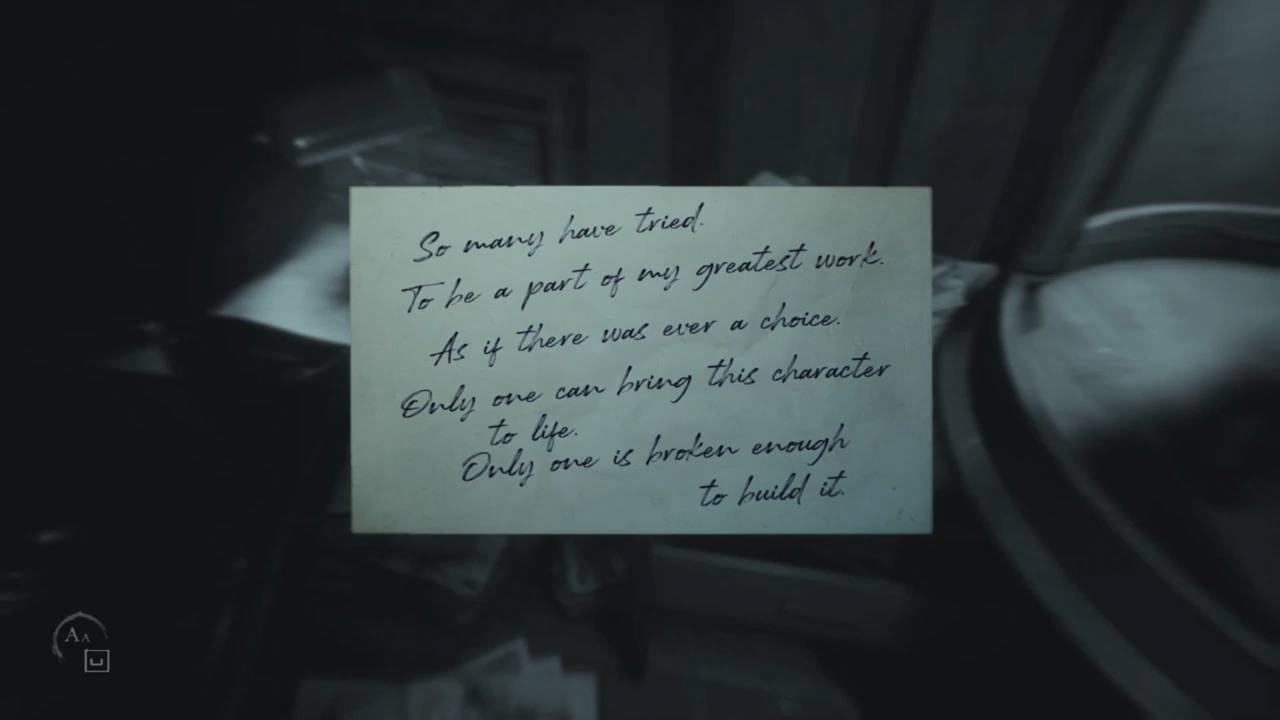 So many have tried.
To be a part of my greatest work.
As if there was ever a choice.
Only one can bring this character
to life.
Only one is broken enough
to build it.
AA